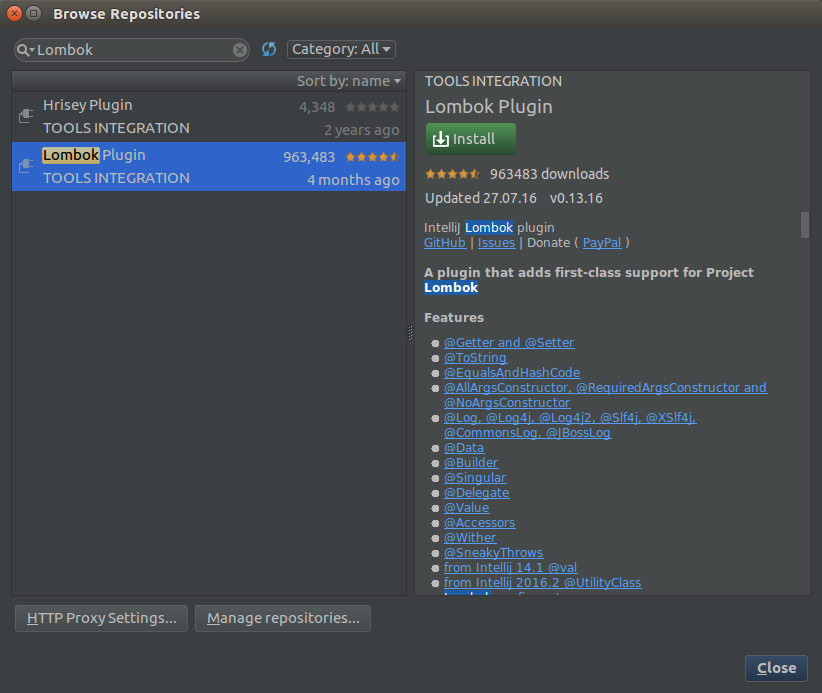 Browse Repositories
Lombok
Category: All
Sort by: name
Hrisey Plugin 4,348
TOOLS INTEGRATION 2 years ago
Lombok Plugin 963,483
TOOLS INTEGRATION 4 months ago
TOOLS INTEGRATION
Lombok Plugin
Install
963483 downloads
Updated 27.07.16 v0.13.16
IntelliJ Lombok plugin
GitHub | Issues | Donate ( PayPal )
A plugin that adds first-class support for Project
Lombok
Features
@Getter and @Setter
@ToString
@EqualsAndHashCode
@AllArgsConstructor, @RequiredArgsConstructor and
@NoArgsConstructor
@Log, @Log4j, @Log4j2, @Slf4j, @XSlf4j,
@CommonsLog, @JBossLog
@Data
@Builder
@Singular
@Delegate
@Value
@Accessors
@Wither
@SneakyThrows
from Intellij 14.1 @val
from Intellij 2016.2 @UtilityClass
HTTP Proxy Settings...
Manage repositories...
Close